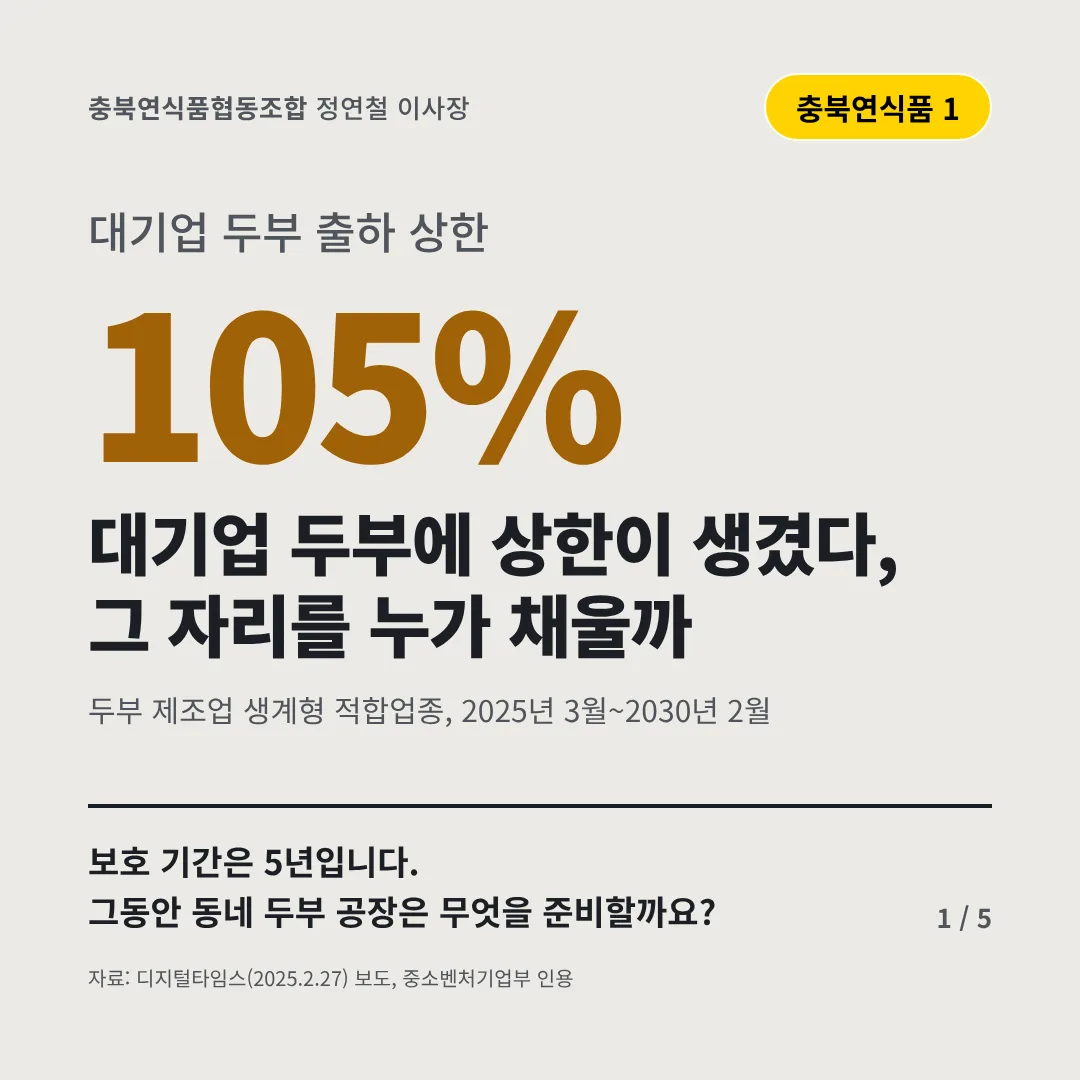 충북연식품협동조합 정연철 이사장
충북연식품 1
대기업 두부 출하 상한
105%
대기업 두부에 상한이 생겼다,
그 자리를 누가 채울까
두부 제조업 생계형 적합업종, 2025년 3월~2030년 2월
보호 기간은 5년입니다.
그동안 동네 두부 공장은 무엇을 준비할까요?
1 / 5
자료: 디지털타임스(2025.2.27) 보도, 중소벤처기업부 인용